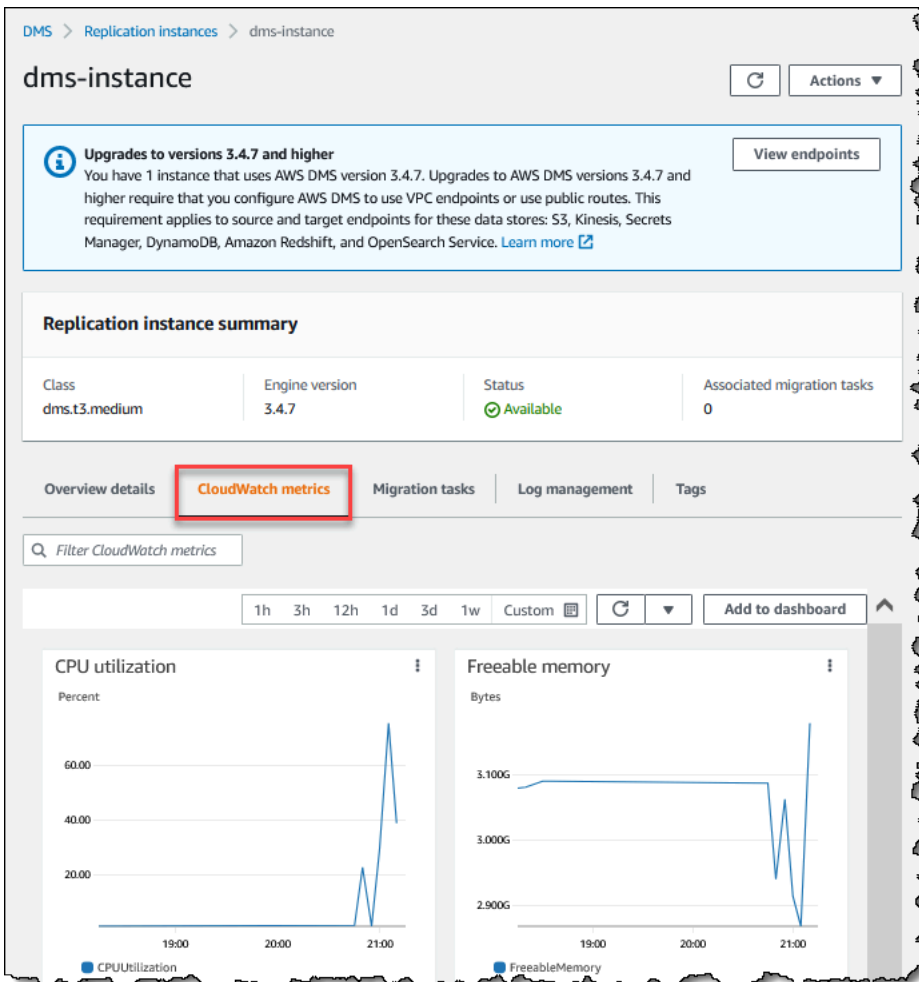 DMS > Replication instances > dms-instance
dms-instance
Actions
Upgrades to versions 3.4.7 and higher
View endpoints
You have 1 instance that uses AWS DMS version 3.4.7. Upgrades to AWS DMS versions 3.4.7 and
higher require that you configure AWS DMS to use VPC endpoints or use public routes. This
requirement applies to source and target endpoints for these data stores: S3, Kinesis, Secrets
Manager, DynamoDB, Amazon Redshift, and OpenSearch Service. Learn more
Replication instance summary
Class
dms.t3.medium
Engine version
3.4.7
Status
Available
Associated migration tasks
0
Overview details
CloudWatch metrics
Migration tasks
Log management
Tags
Filter CloudWatch metrics
1h 3h 12h 1d 3d 1w Custom
Add to dashboard
CPU utilization
Percent
60.00
40.00
20.00
19:00 20:00 21:00
CPUUtilization
Freeable memory
Bytes
3.100G
3.000G
2.900G
19:00 20:00 21:00
FreeableMemory